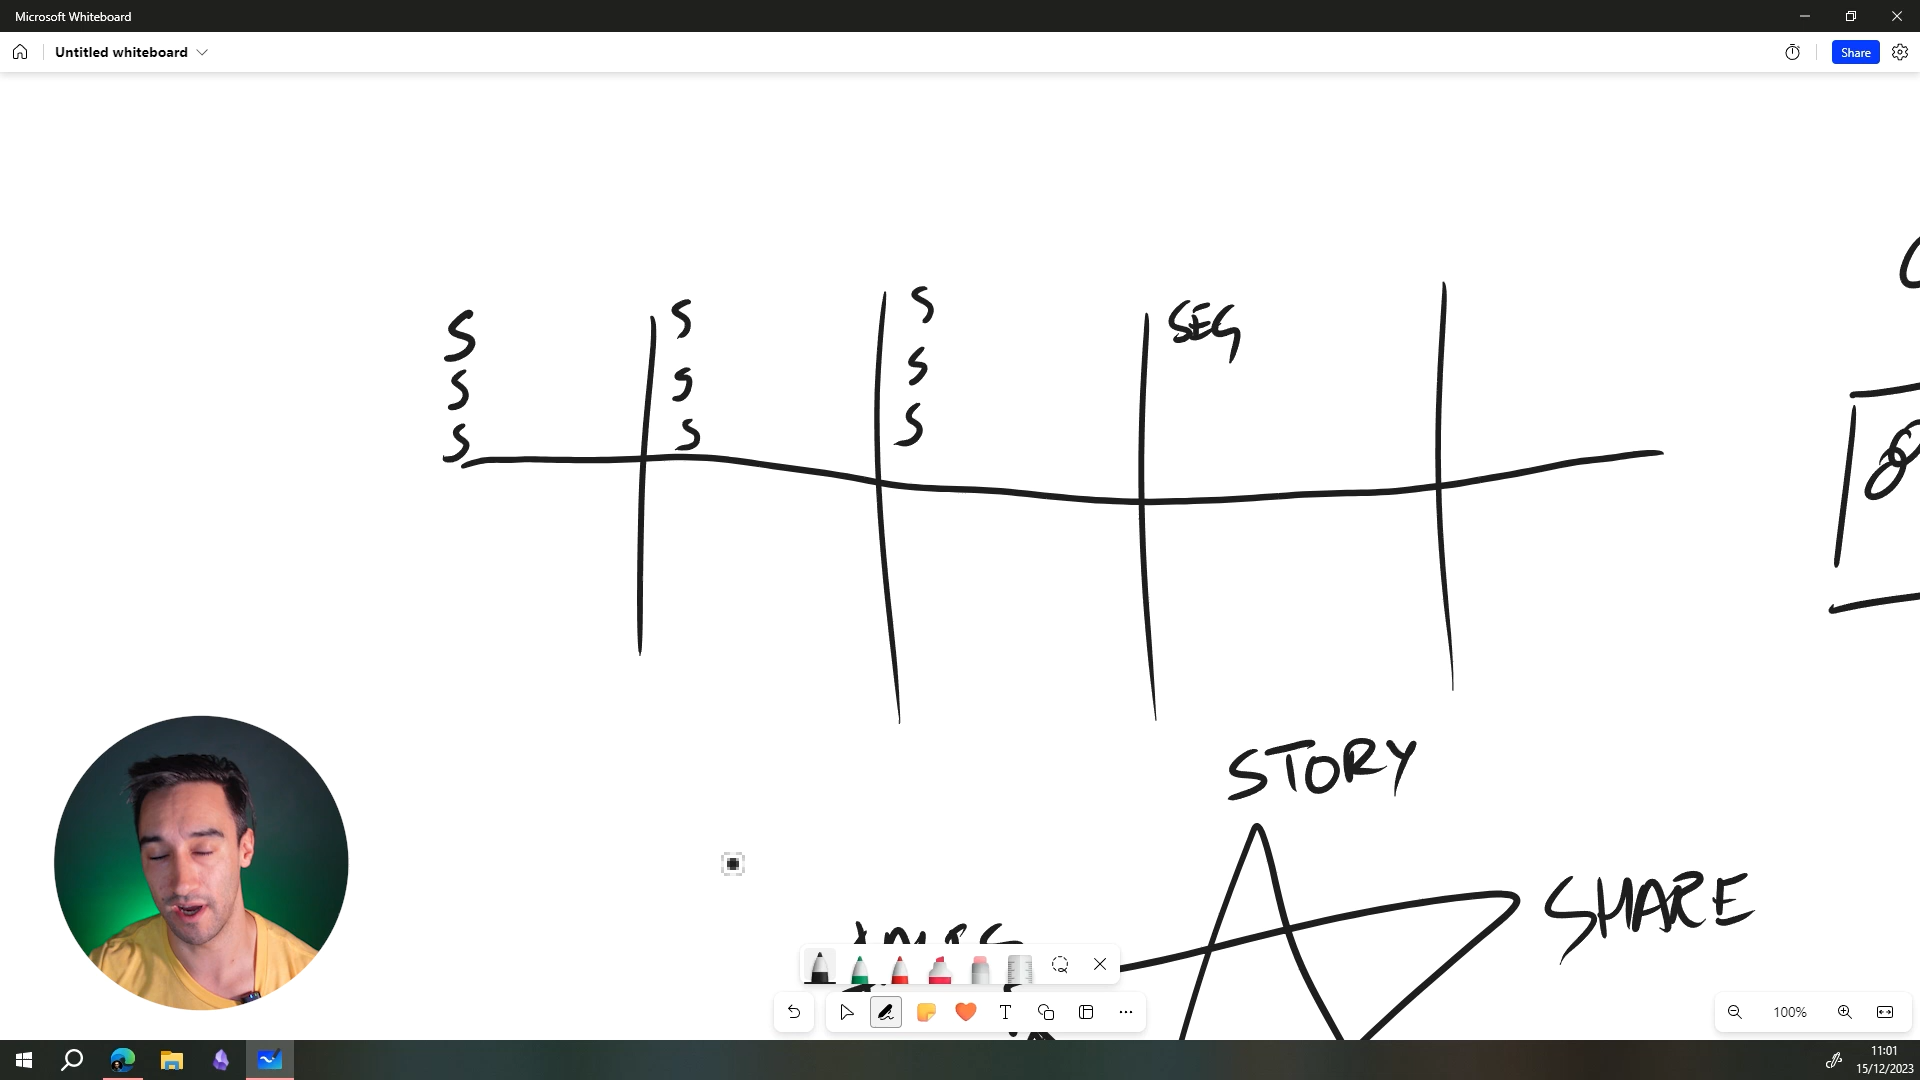 Microsoft Whiteboard
Untitled whiteboard
Share
S S S SEG
S S S
S S S
STORY
SHARE
T
100%
11:01
15/12/2023